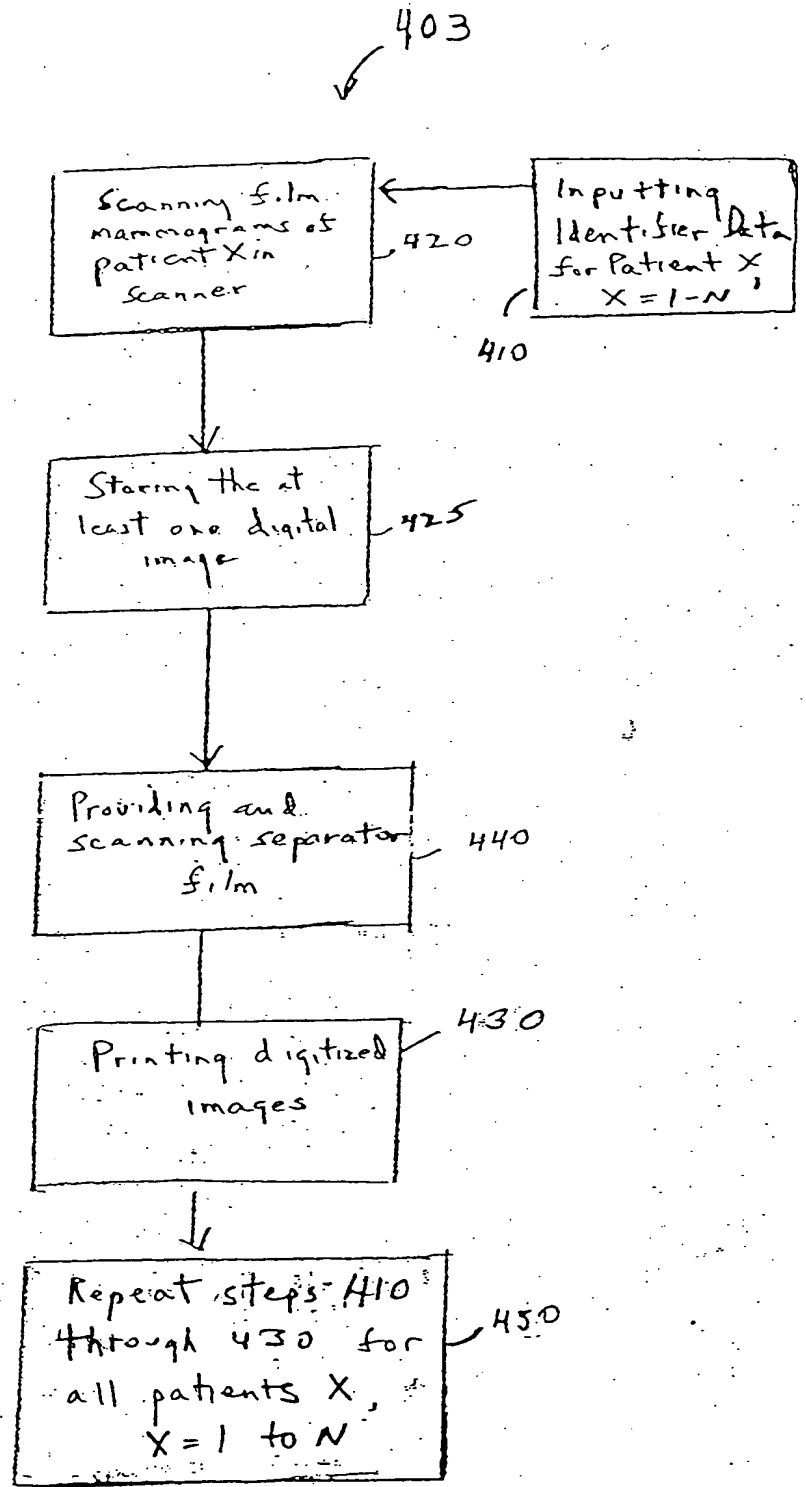 403
Scanning film
mammograms of
patient X in
scanner
420
Inputting
Identifier Data
for Patient X,
X = 1-N
410
Storing the at
least one digital
image
425
Providing and
scanning separator
film
440
Printing digitized
images
430
Repeat steps 410
through 430 for
all patients X,
X = 1 to N
450